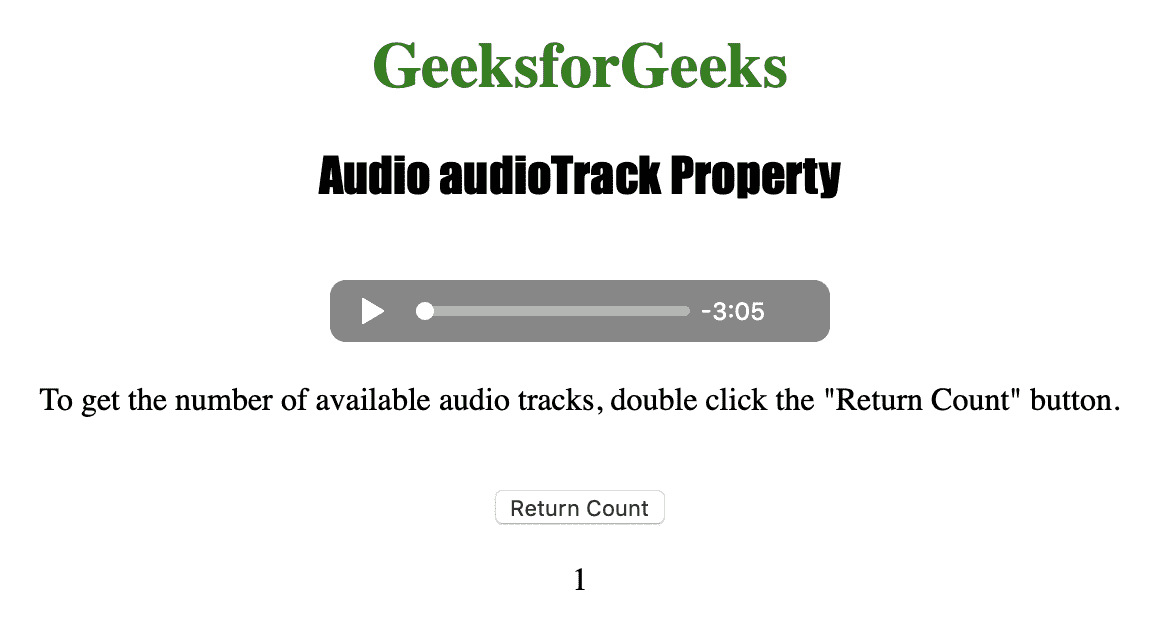 GeeksforGeeks
Audio audioTrack Property
-3:05
To get the number of available audio tracks, double click the "Return Count" button.
Return Count
1